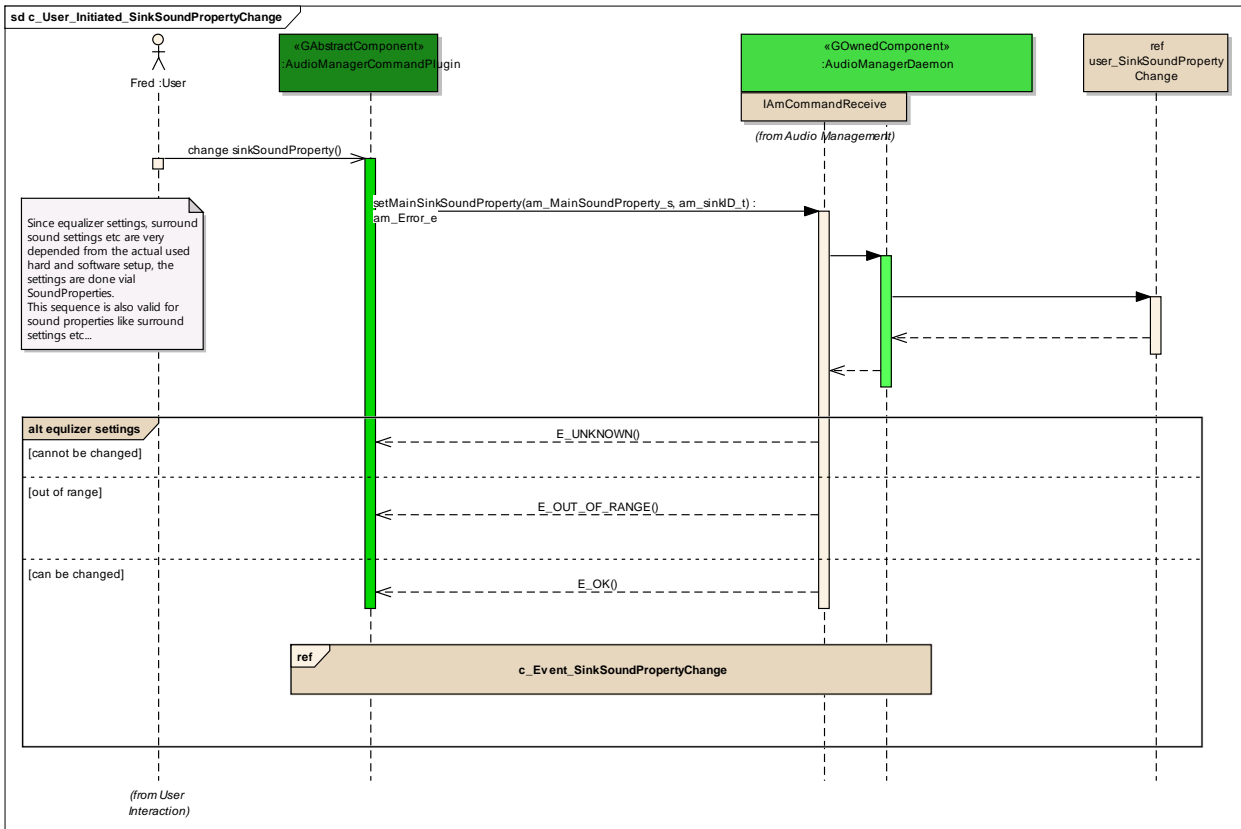 sd c_User_Initiated_SinkSoundPropertyChange
Fred :User
«GAbstractComponent»
:AudioManagerCommandPlugin
«GOwnedComponent»
:AudioManagerDaemon
IAmCommandReceive
(from Audio Management)
ref
user_SinkSoundProperty
Change
change sinkSoundProperty()
setMainSinkSoundProperty(am_MainSoundProperty_s, am_sinkID_t) :
am_Error_e
Since equalizer settings, surround
sound settings etc are very
depended from the actual used
hard and software setup, the
settings are done vial
SoundProperties.
This sequence is also valid for
sound properties like surround
settings etc...
alt equlizer settings
[cannot be changed]
E_UNKNOWN()
[out of range]
E_OUT_OF_RANGE()
[can be changed]
E_OK()
ref
c_Event_SinkSoundPropertyChange
(from User
Interaction)